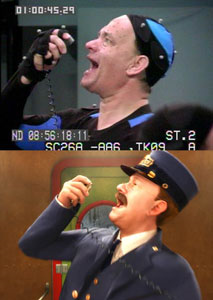 01:00:45-29
ND 08:56:18:11
ST.2
SC26A -AA6 ,TK09 A